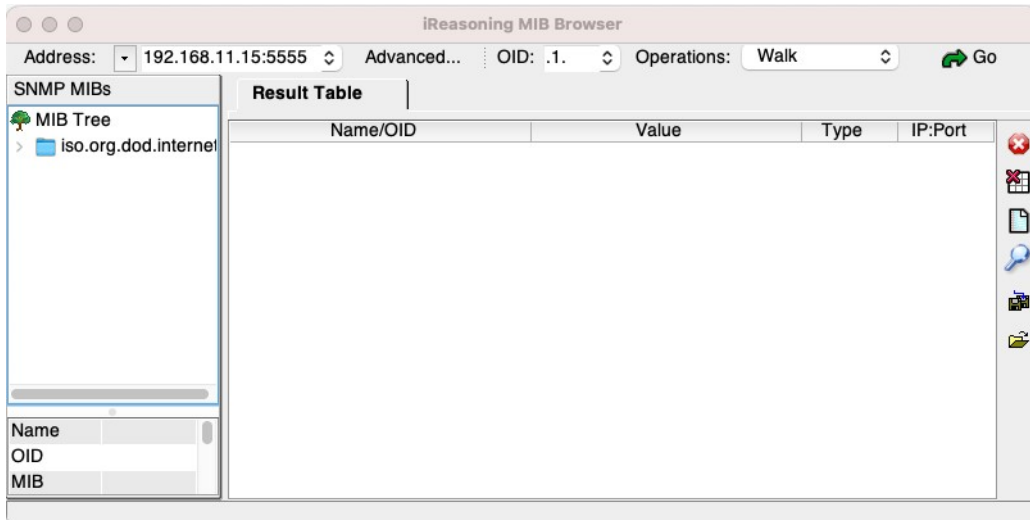 iReasoning MIB Browser
Address: 192.168.11.15:5555 Advanced... OID: .1. Operations: Walk Go
SNMP MIBs
Result Table
MIB Tree
iso.org.dod.internet
Name/OID Value Type IP:Port
Name
OID
MIB